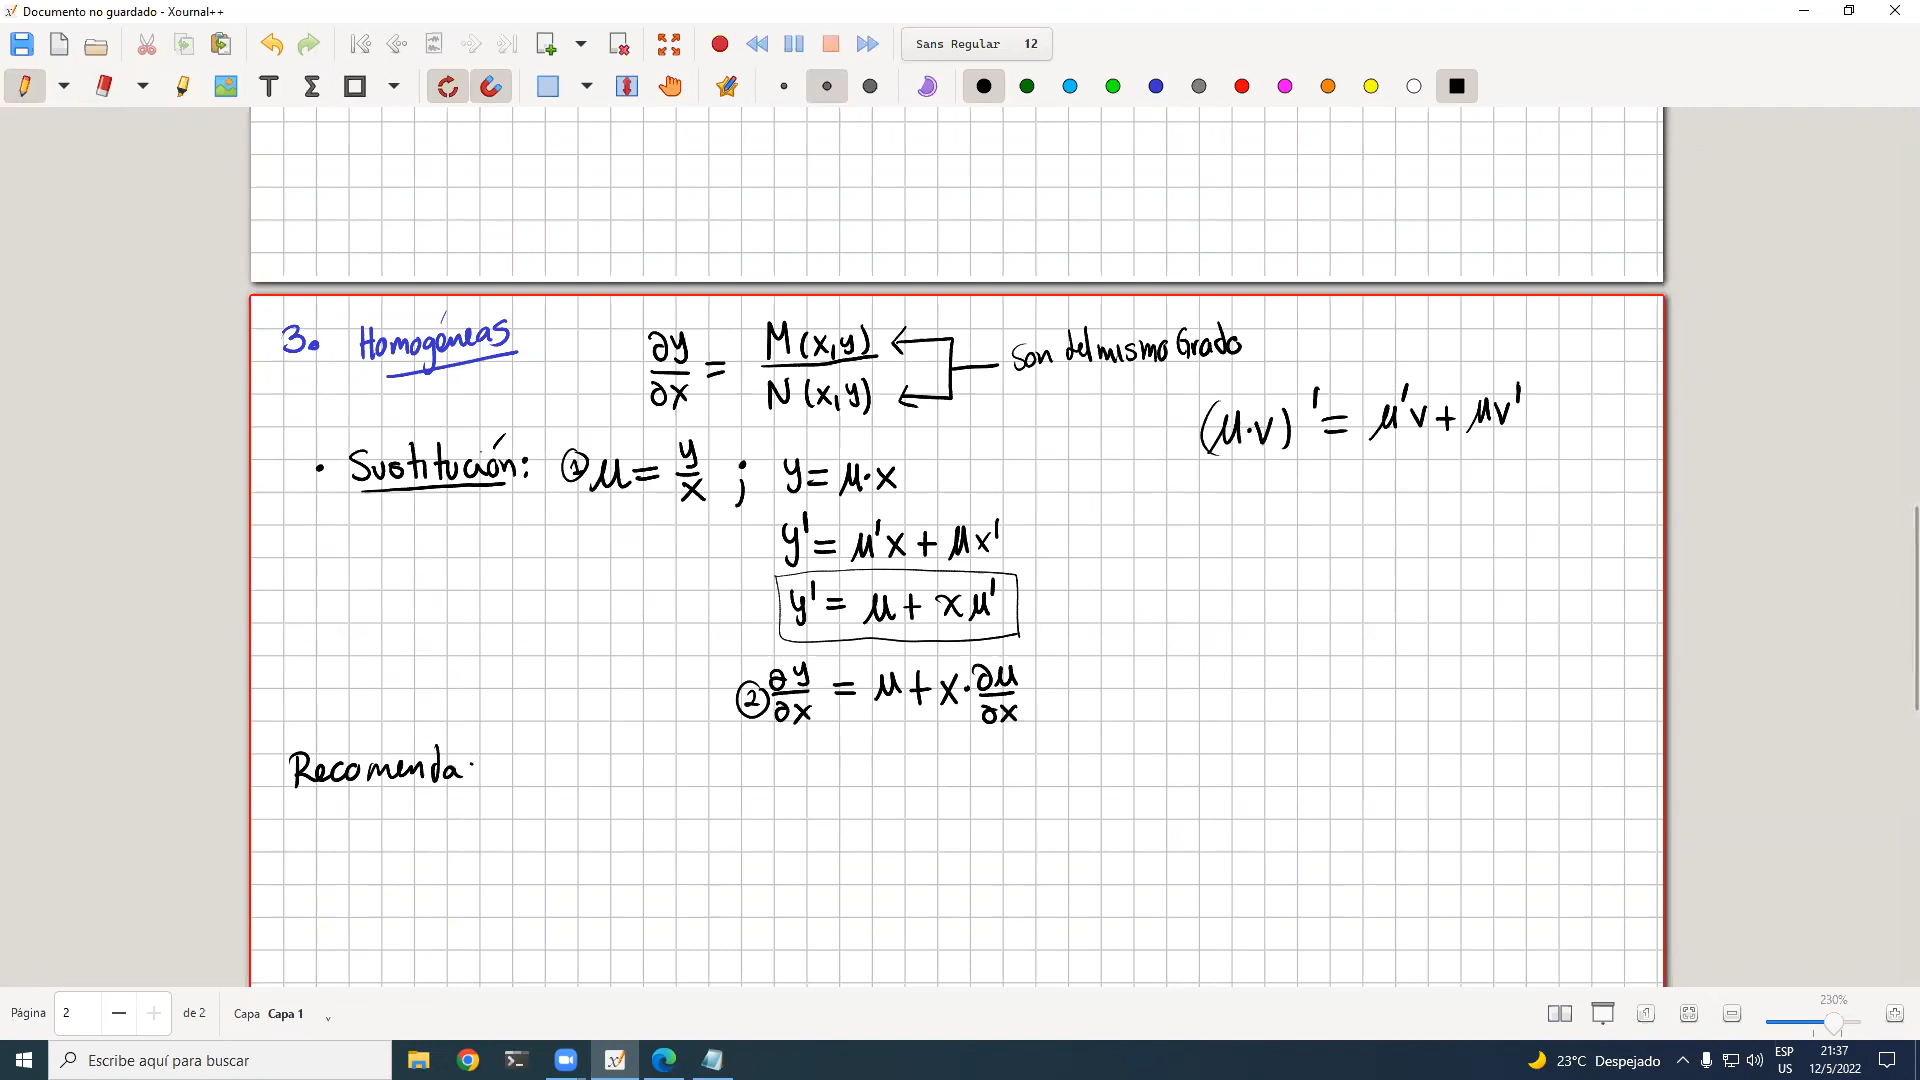 Documento no guardado - Xournal++
Sans Regular 12
3. Homogéneas
∂y/∂x = M(x,y)/N(x,y)
Son del mismo Grado
(μ·v)' = μ'v + μv'
• Sustitución: ① μ = y/x ; y = μ·x
y' = μ'x + μx'
y' = μ + xμ'
② ∂y/∂x = μ + x·∂μ/∂x
Recomenda
Página 2 de 2 Capa Capa 1
230%
Escribe aquí para buscar
23°C Despejado
ESP
US
21:37
12/5/2022